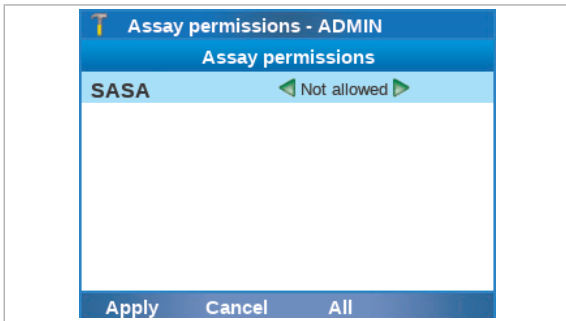 Assay permissions - ADMIN
Assay permissions
SASA Not allowed
Apply Cancel All